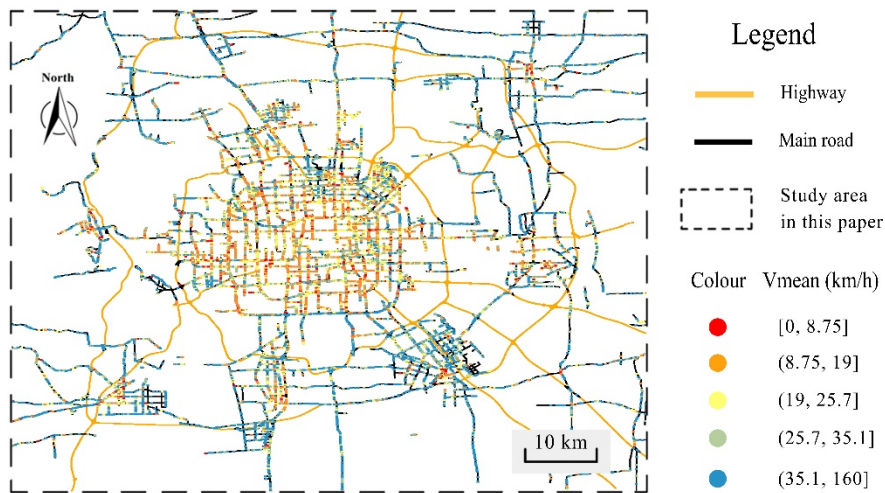 North
10 km
Legend
Highway
Main road
Study area
in this paper
Colour Vmean (km/h)
[0, 8.75]
(8.75, 19]
(19, 25.7]
(25.7, 35.1]
(35.1, 160]